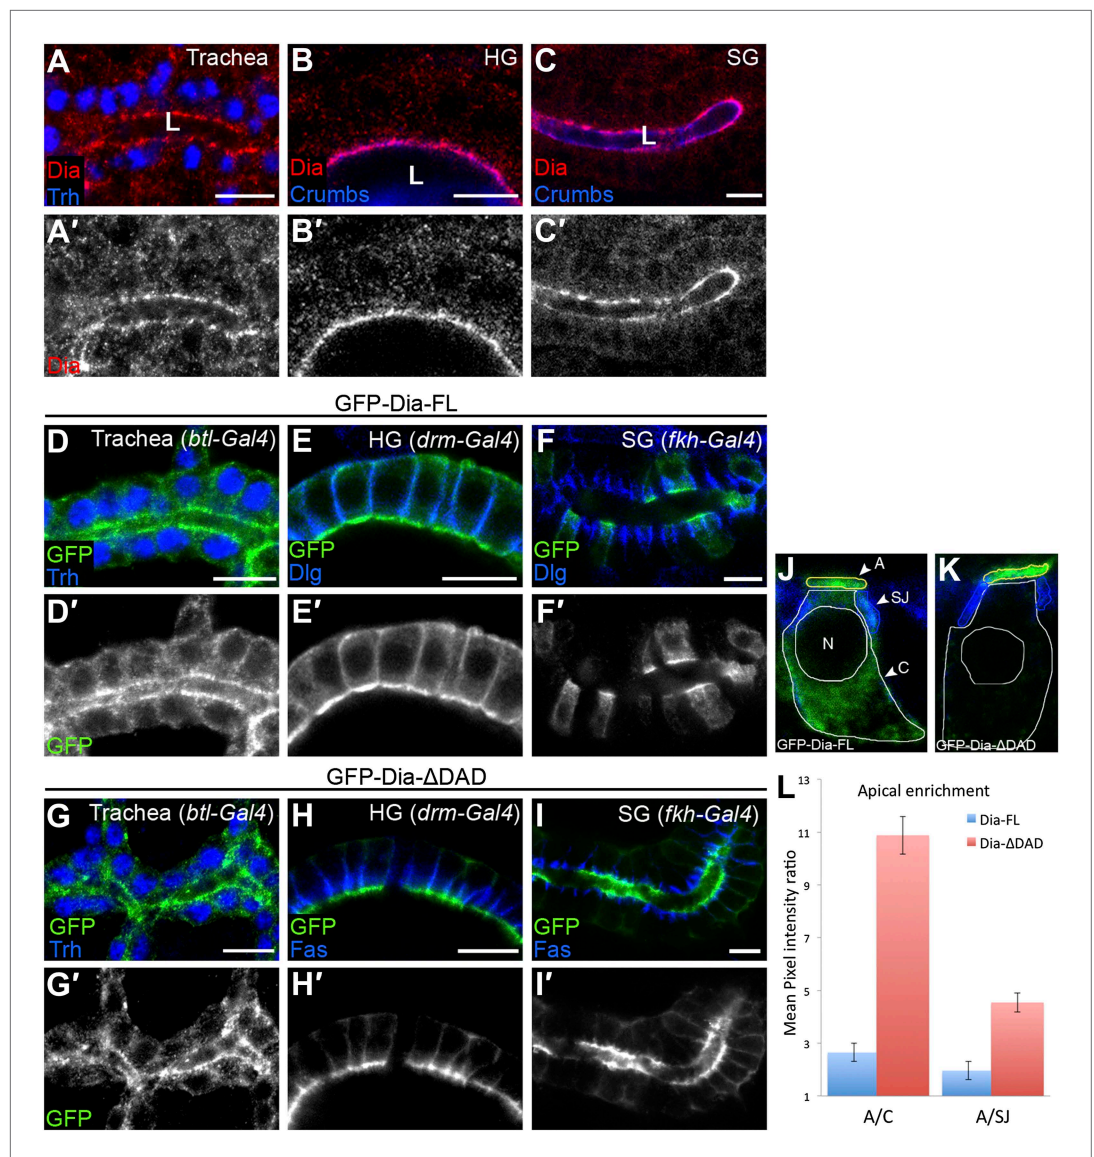 A Trachea
L
Dia
Trh
B HG
L
Dia
Crumbs
C SG
L
Dia
Crumbs
A′
Dia
B′
C′
GFP-Dia-FL
D Trachea (btl-Gal4)
GFP
Trh
E HG (drm-Gal4)
GFP
Dlg
F SG (fkh-Gal4)
GFP
Dlg
D′
GFP
E′
F′
J
A
SJ
N
C
GFP-Dia-FL
K
GFP-Dia-ΔDAD
GFP-Dia-ΔDAD
G Trachea (btl-Gal4)
GFP
Trh
H HG (drm-Gal4)
GFP
Fas
I SG (fkh-Gal4)
GFP
Fas
G′
GFP
H′
I′
L
Apical enrichment
Dia-FL
Dia-ΔDAD
Mean Pixel intensity ratio
13
11
9
7
5
3
1
A/C
A/SJ